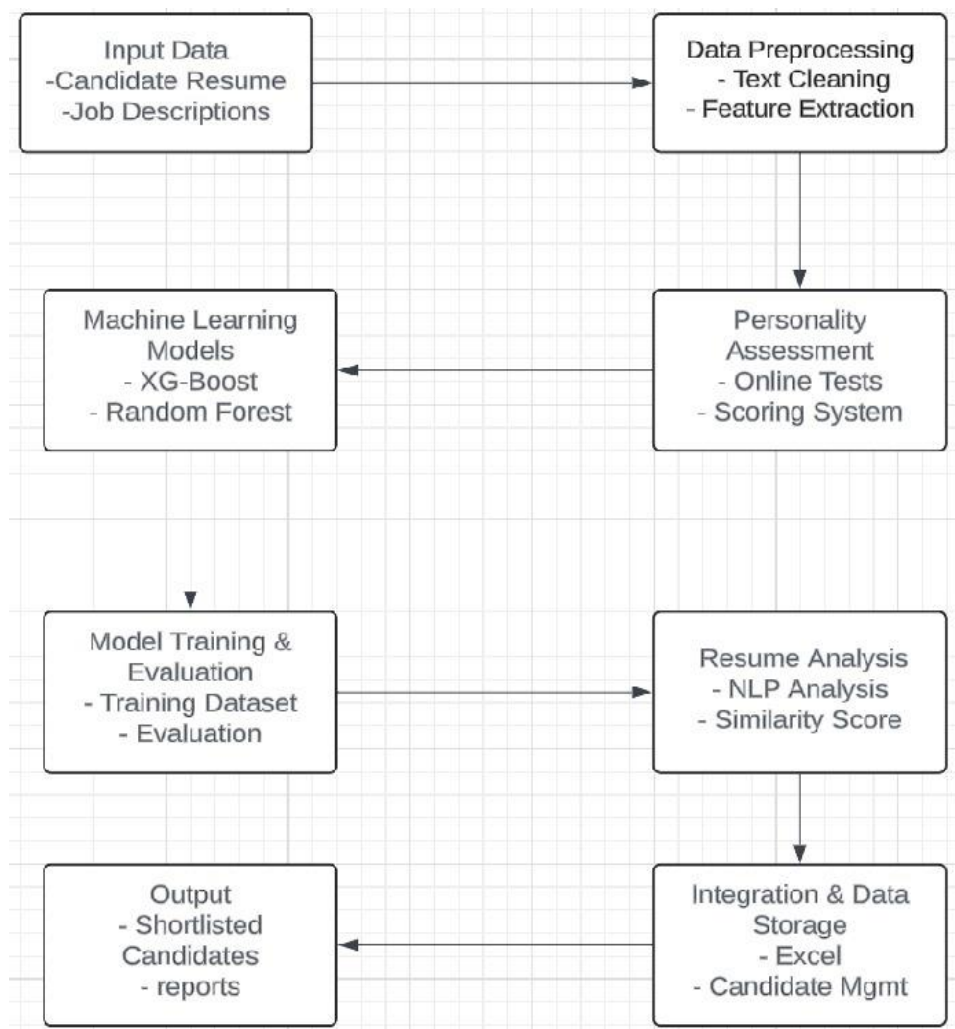 Input Data
-Candidate Resume
-Job Descriptions
Data Preprocessing
- Text Cleaning
- Feature Extraction
Personality
Assessment
- Online Tests
- Scoring System
Machine Learning
Models
- XG-Boost
- Random Forest
Model Training &
Evaluation
- Training Dataset
- Evaluation
Resume Analysis
- NLP Analysis
- Similarity Score
Integration & Data
Storage
- Excel
- Candidate Mgmt
Output
- Shortlisted
Candidates
- reports